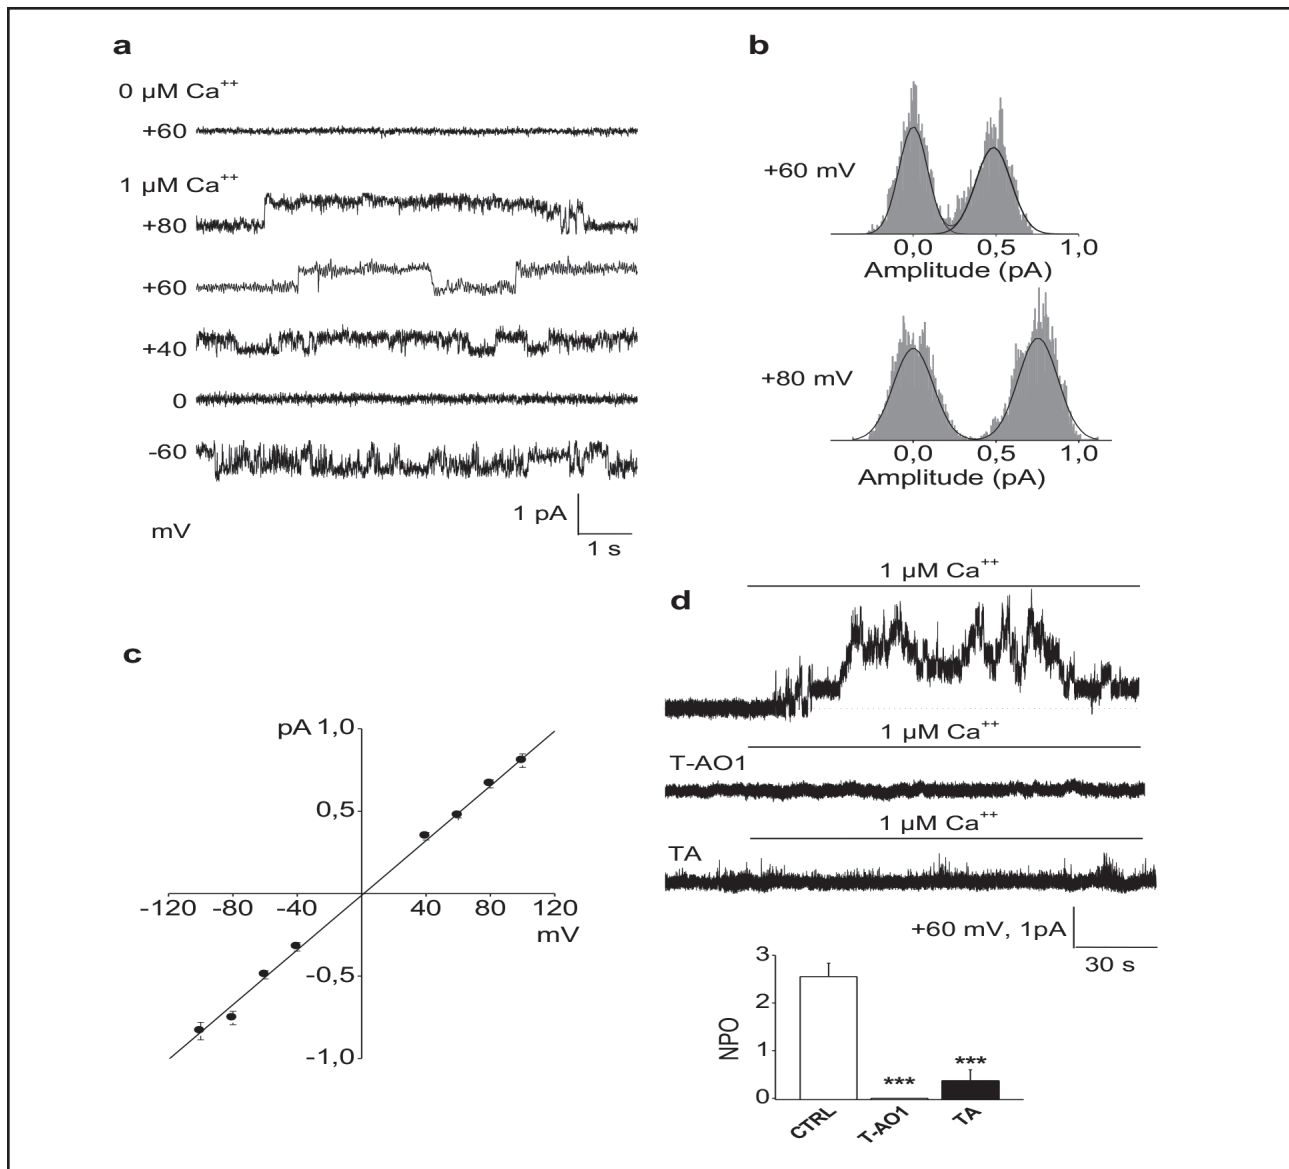 a
0 µM Ca++
+60
1 µM Ca++
+80
+60
+40
0
-60
mV
1 pA
1 s
b
+60 mV
0,0 0,5 1,0
Amplitude (pA)
+80 mV
0,0 0,5 1,0
Amplitude (pA)
c
pA 1,0
0,5
-120 -80 -40 40 80 120
mV
-0,5
-1,0
d
1 µM Ca++
1 µM Ca++
T-AO1
1 µM Ca++
TA
+60 mV, 1pA
30 s
3
2
1
0
NPO
***
***
CTRL T-AO1 TA